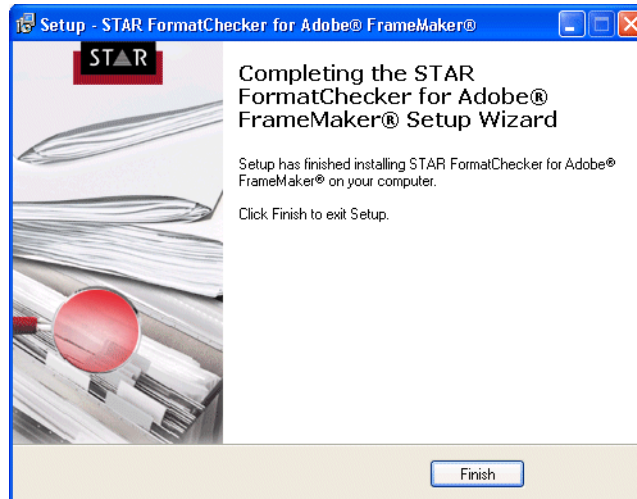 Setup - STAR FormatChecker for Adobe® FrameMaker®
STAR
Completing the STAR
FormatChecker for Adobe®
FrameMaker® Setup Wizard
Setup has finished installing STAR FormatChecker for Adobe®
FrameMaker® on your computer.
Click Finish to exit Setup.
Finish